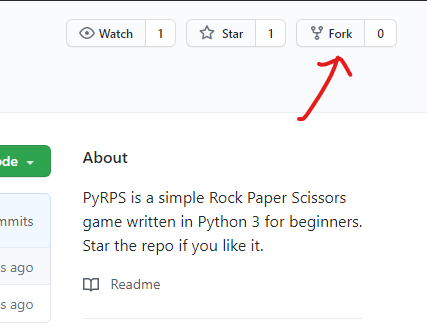 Watch 1 Star 1 Fork 0
About
ode
PyRPS is a simple Rock Paper Scissors
game written in Python 3 for beginners.
Star the repo if you like it.
mmits
s ago
Readme
s ago